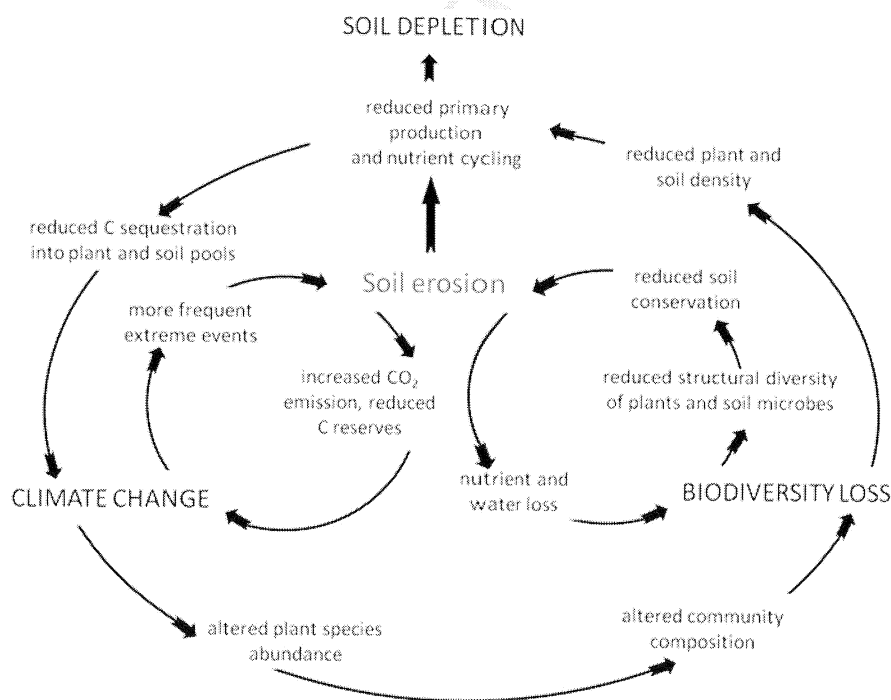 SOIL DEPLETION
reduced primary
production
and nutrient cycling
reduced plant and
soil density
reduced C sequestration
into plant and soil pools
Soil erosion
reduced soil
conservation
more frequent
extreme events
increased CO₂
emission, reduced
C reserves
reduced structural diversity
of plants and soil microbes
CLIMATE CHANGE
nutrient and
water loss
BIODIVERSITY LOSS
altered plant species
abundance
altered community
composition